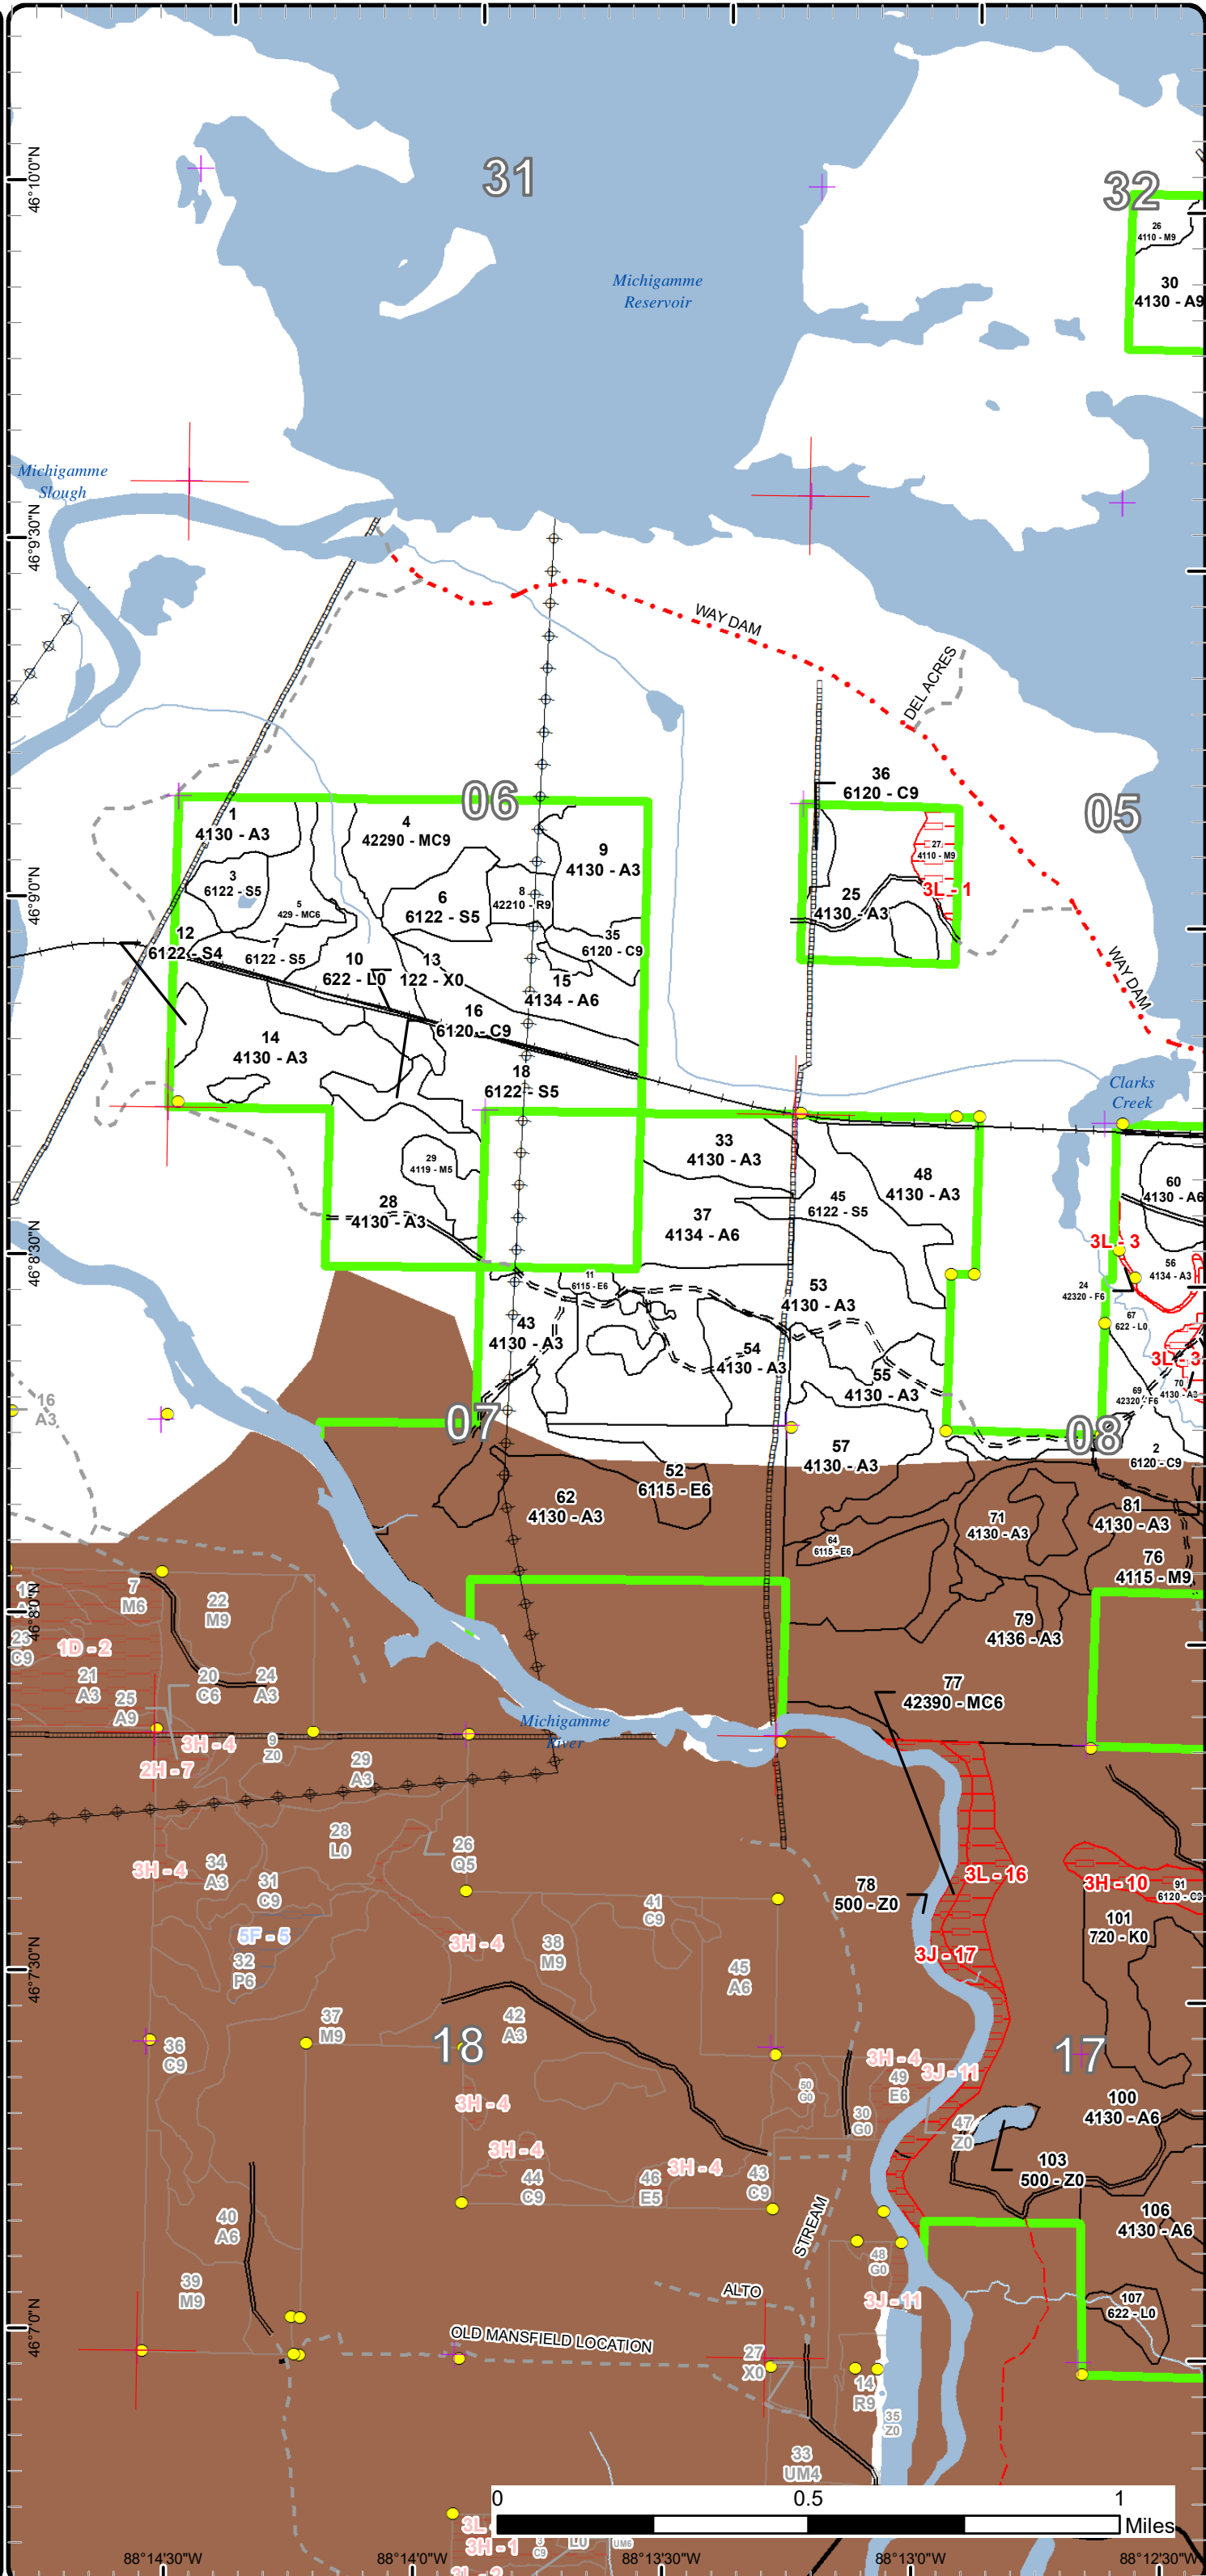 46°10'0"N
31
32
26
4110 - M9
30
4130 - A9
Michigamme
Reservoir
Michigamme
Slough
46°9'30"N
WAY DAM
DEL ACRES
36
6120 - C9
06
05
1
4130 - A3
4
42290 - MC9
9
4130 - A3
27
4110 - M9
3L - 1
3
6122 - S5
5
429 - MC6
6
6122 - S5
8
42210 - R9
25
4130 - A3
46°9'0"N
12
6122 - S4
7
6122 - S5
10
622 - L0
13
122 - X0
35
6120 - C9
15
4134 - A6
WAY DAM
16
6120 - C9
14
4130 - A3
18
6122 - S5
Clarks
Creek
29
4119 - M5
33
4130 - A3
28
4130 - A3
37
4134 - A6
45
6122 - S5
48
4130 - A3
60
4130 - A6
46°8'30"N
3L - 3
56
4134 - A3
24
42320 - F6
67
622 - L0
11
6115 - E6
53
4130 - A3
43
4130 - A3
54
4130 - A3
55
4130 - A3
3L - 3
70
4130 - A3
69
42320 - F6
16
A3
07
08
2
6120 - C9
57
4130 - A3
52
6115 - E6
62
4130 - A3
71
4130 - A3
81
4130 - A3
64
6115 - E6
76
4115 - M9
46°8'0"N
7
M6
22
M9
23
C9
1D - 2
79
4136 - A3
21
A3
20
C6
24
A3
25
A9
77
42390 - MC6
Michigamme
River
3H - 4
9
Z0
2H - 7
29
A3
28
L0
26
Q5
3H - 4
34
A3
31
C9
78
500 - Z0
3L - 16
3H - 10
91
6120 - C9
5F - 5
41
C9
101
720 - K0
3H - 4
38
M9
3J - 17
32
P6
45
A6
46°7'30"N
37
M9
42
A3
18
17
36
C9
3H - 4
49
E6
3J - 11
50
G0
3H - 4
30
G0
47
Z0
100
4130 - A6
3H - 4
44
C9
46
E5
3H - 4
43
C9
103
500 - Z0
40
A6
STREAM
106
4130 - A6
39
M9
48
G0
3J - 11
ALTO
107
622 - L0
46°7'0"N
OLD MANSFIELD LOCATION
27
X0
14
R9
35
Z0
33
UM4
0 0.5 1
Miles
3H - 1
3
C9
L0
UM6
88°14'30"W 88°14'0"W 88°13'30"W 88°13'0"W 88°12'30"W